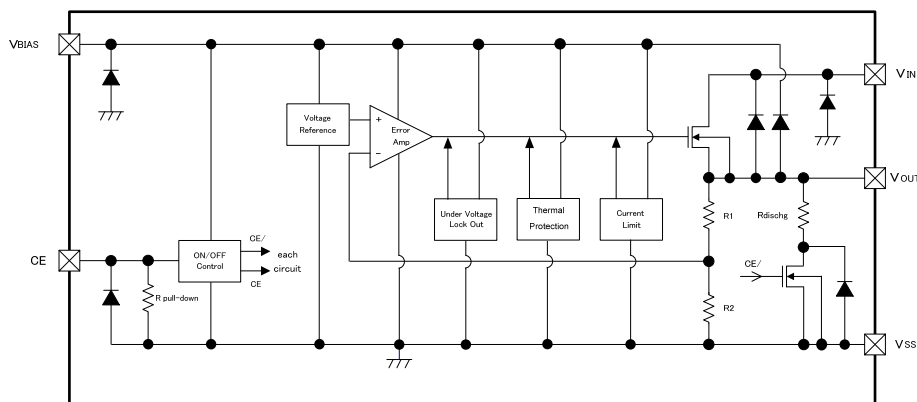 VBIAS
VIN
Voltage
Reference
+
Error
Amp
−
VOUT
Under Voltage
Lock Out
Thermal
Protection
Current
Limit
R1
Rdischg
CE
ON/OFF
Control
CE/
each
circuit
CE
R pull-down
CE/
R2
VSS